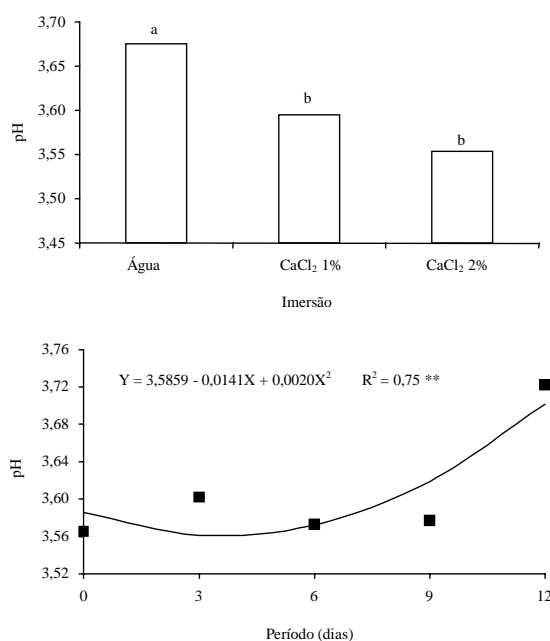 3,70
a
3,60
b
3,55
b
3,50
3,45
pH
Água CaCl₂ 1% CaCl₂ 2%
Imersão
3,76
Y = 3,5859 - 0,0141X + 0,0020X² R² = 0,75 **
3,72
3,68
3,64
3,60
3,56
3,52
pH
0 3 6 9 12
Período (dias)